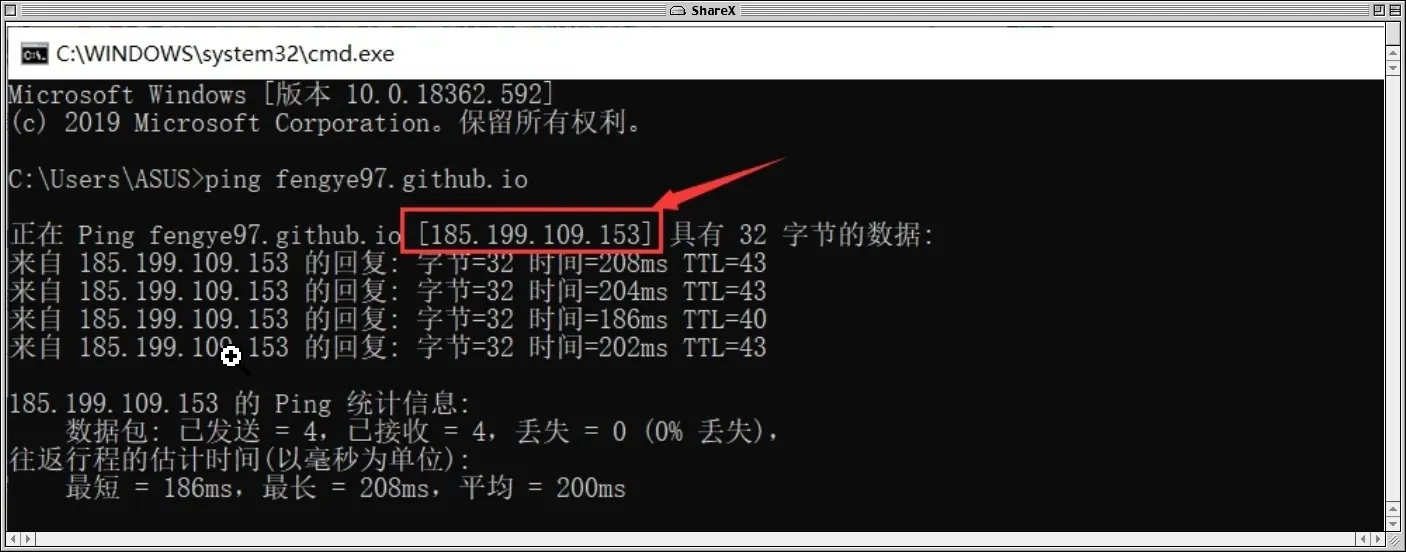 ShareX
C:\WINDOWS\system32\cmd.exe
Microsoft Windows [版本 10.0.18362.592]
(c) 2019 Microsoft Corporation。保留所有权利。
C:\Users\ASUS>ping fengye97.github.io
正在 Ping fengye97.github.io [185.199.109.153] 具有 32 字节的数据:
来自 185.199.109.153 的回复: 字节=32 时间=208ms TTL=43
来自 185.199.109.153 的回复: 字节=32 时间=204ms TTL=43
来自 185.199.109.153 的回复: 字节=32 时间=186ms TTL=40
来自 185.199.109.153 的回复: 字节=32 时间=202ms TTL=43
185.199.109.153 的 Ping 统计信息:
数据包: 已发送 = 4，已接收 = 4，丢失 = 0 (0% 丢失)，
往返行程的估计时间(以毫秒为单位):
最短 = 186ms，最长 = 208ms，平均 = 200ms